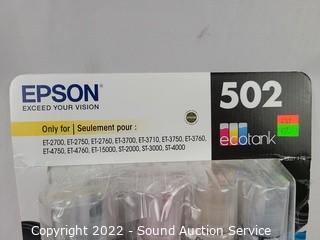 EPSON
EXCEED YOUR VISION
502
Only for | Seulement pour :
ET-2700, ET-2750, ET-2760, ET-3700, ET-3710, ET-3750, ET-3760,
ET-4750, ET-4760, ET-15000, ST-2000, ST-3000, ST-4000
ecotank
Copyright 2022 - Sound Auction Service